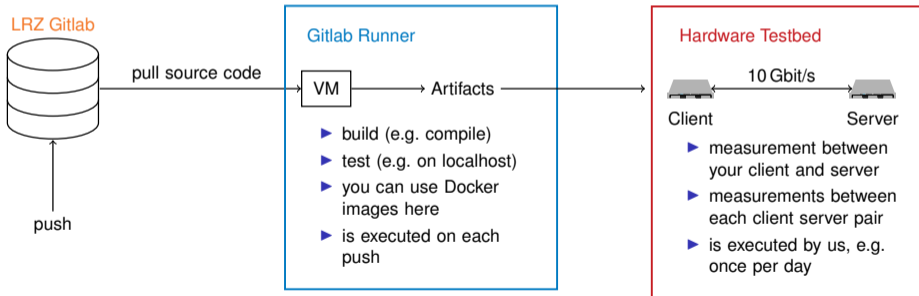 LRZ Gitlab
push
pull source code
Gitlab Runner
VM
Artifacts
build (e.g. compile)
test (e.g. on localhost)
you can use Docker
images here
is executed on each
push
Hardware Testbed
10 Gbit/s
Client
Server
measurement between
your client and server
measurements between
each client server pair
is executed by us, e.g.
once per day